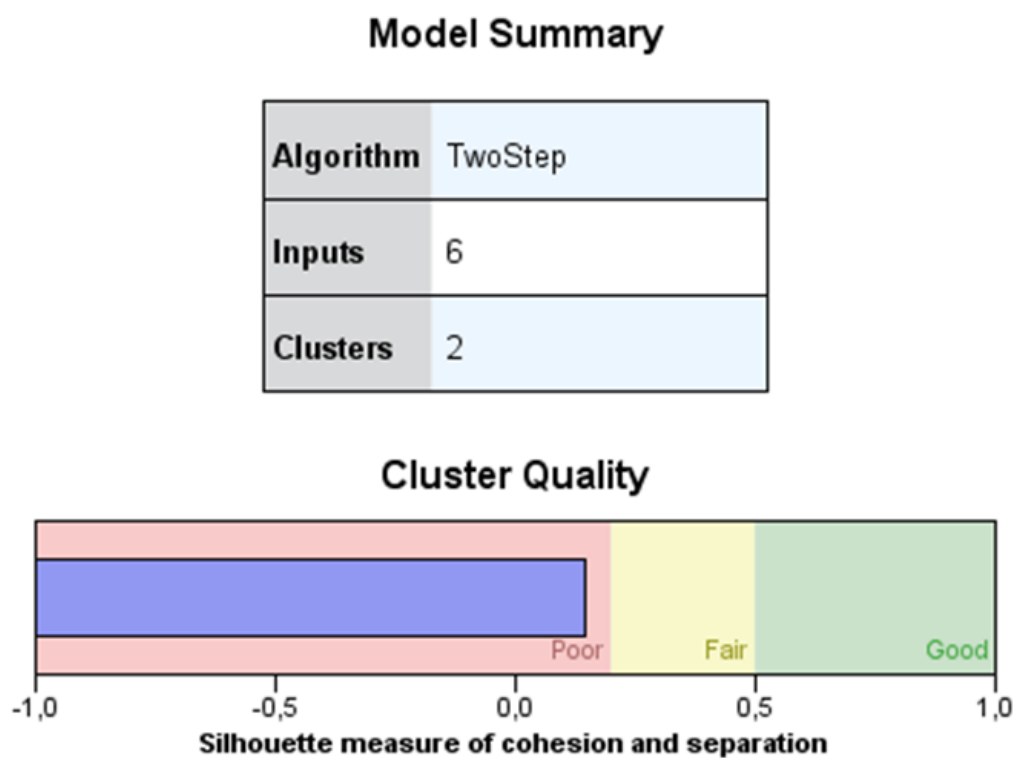 Model Summary
Algorithm TwoStep
Inputs 6
Clusters 2
Cluster Quality
Poor Fair Good
-1,0 -0,5 0,0 0,5 1,0
Silhouette measure of cohesion and separation